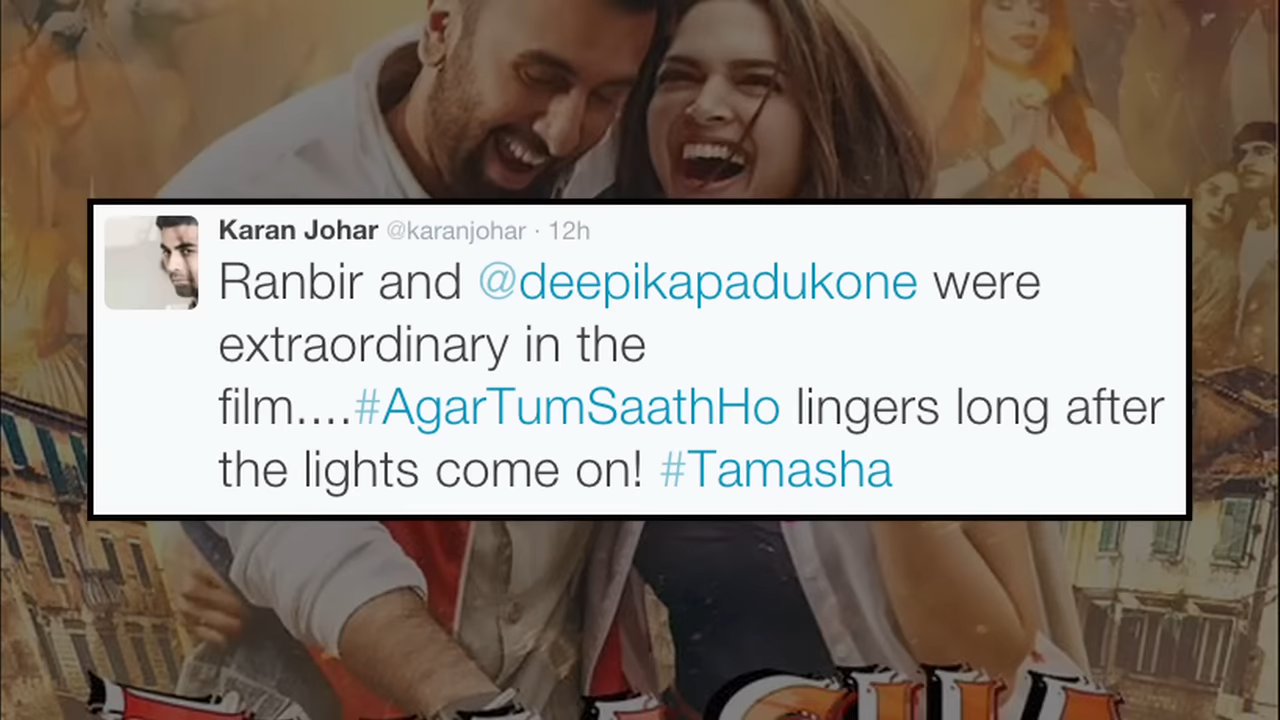 Karan Johar @karanjohar · 12h
Ranbir and @deepikapadukone were
extraordinary in the
film....#AgarTumSaathHo lingers long after
the lights come on! #Tamasha